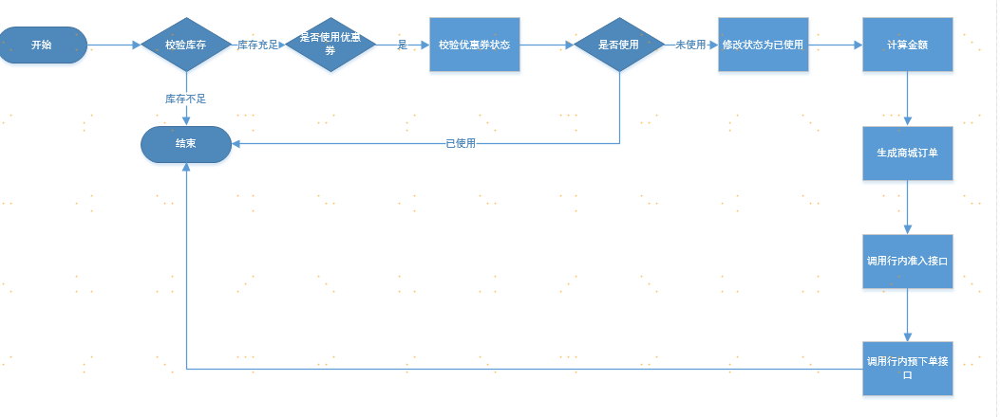 开始
校验库存
库存充足
是否使用优惠
券
是
校验优惠券状态
是否使用
未使用
修改状态为已使用
计算金额
库存不足
结束
已使用
生成商城订单
调用行内准入接口
调用行内预下单接
口